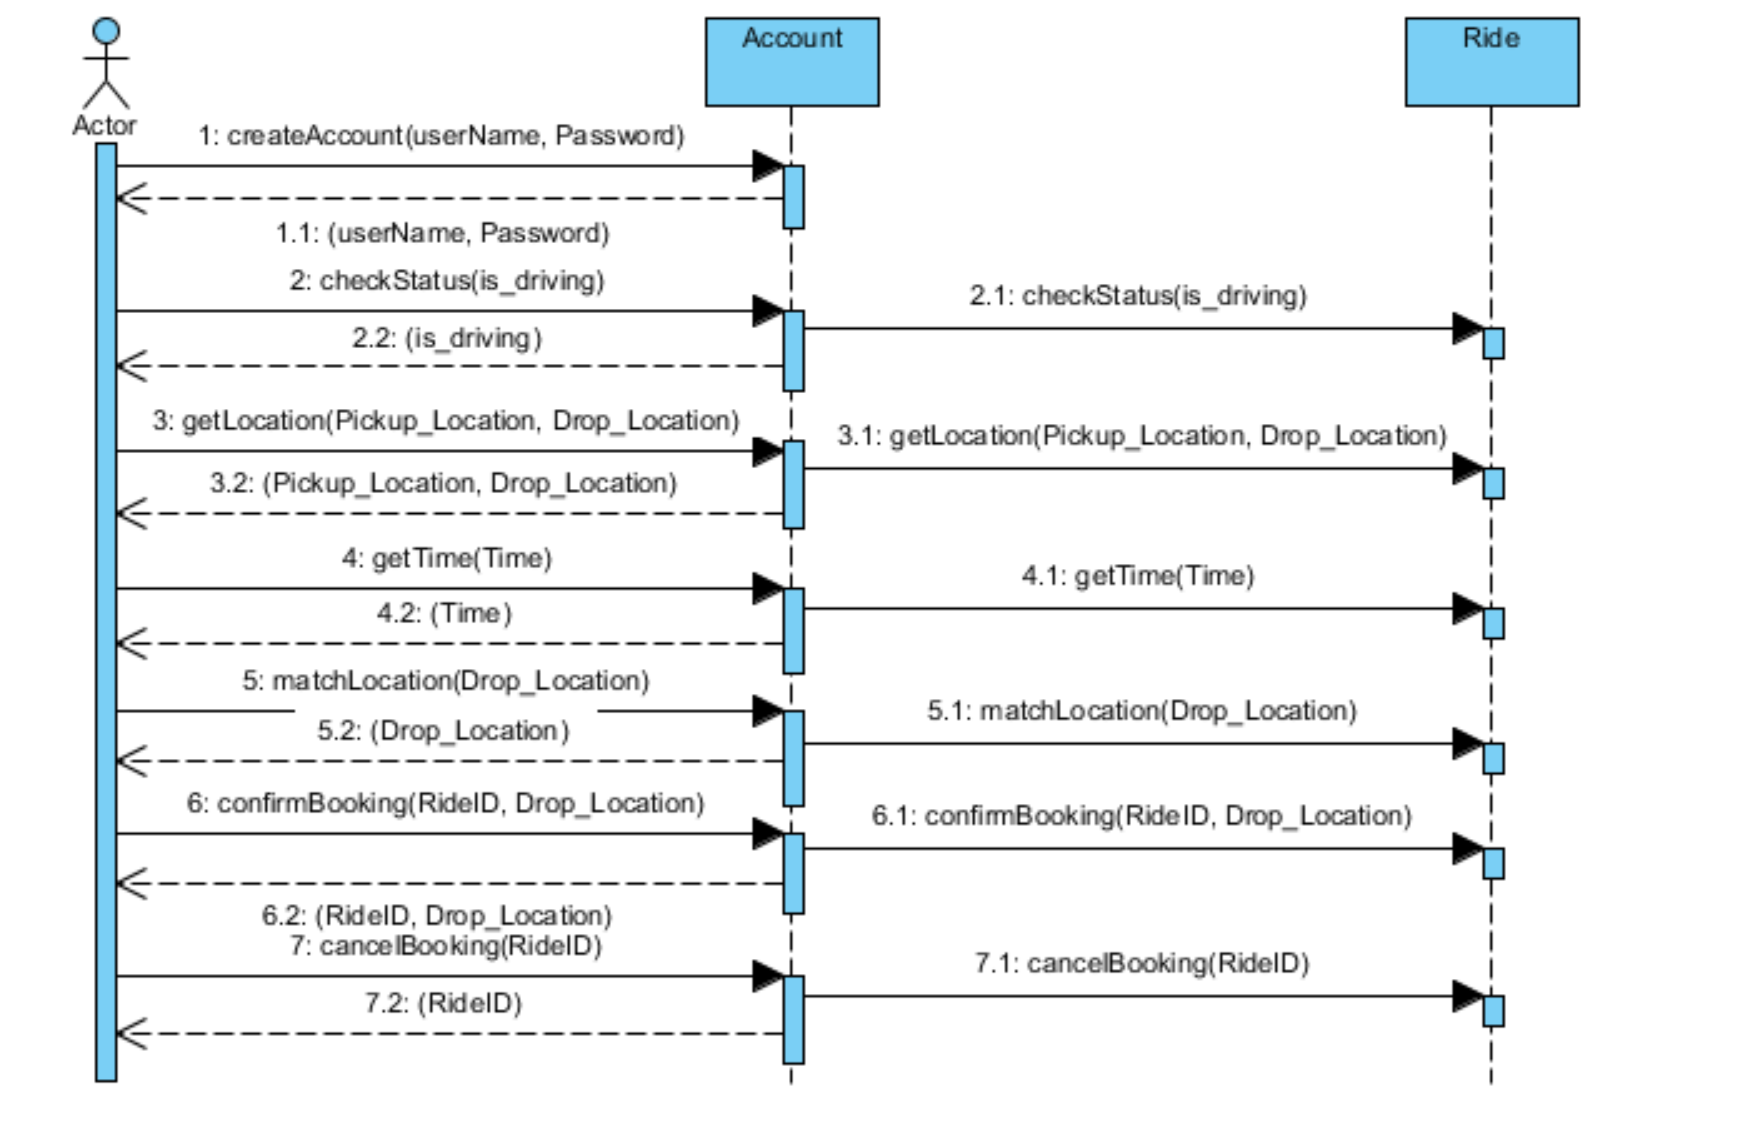 Account
Ride
Actor
1: createAccount(userName, Password)
1.1: (userName, Password)
2: checkStatus(is_driving)
2.1: checkStatus(is_driving)
2.2: (is_driving)
3: getLocation(Pickup_Location, Drop_Location)
3.1: getLocation(Pickup_Location, Drop_Location)
3.2: (Pickup_Location, Drop_Location)
4: getTime(Time)
4.1: getTime(Time)
4.2: (Time)
5: matchLocation(Drop_Location)
5.1: matchLocation(Drop_Location)
5.2: (Drop_Location)
6: confirmBooking(RideID, Drop_Location)
6.1: confirmBooking(RideID, Drop_Location)
6.2: (RideID, Drop_Location)
7: cancelBooking(RideID)
7.1: cancelBooking(RideID)
7.2: (RideID)